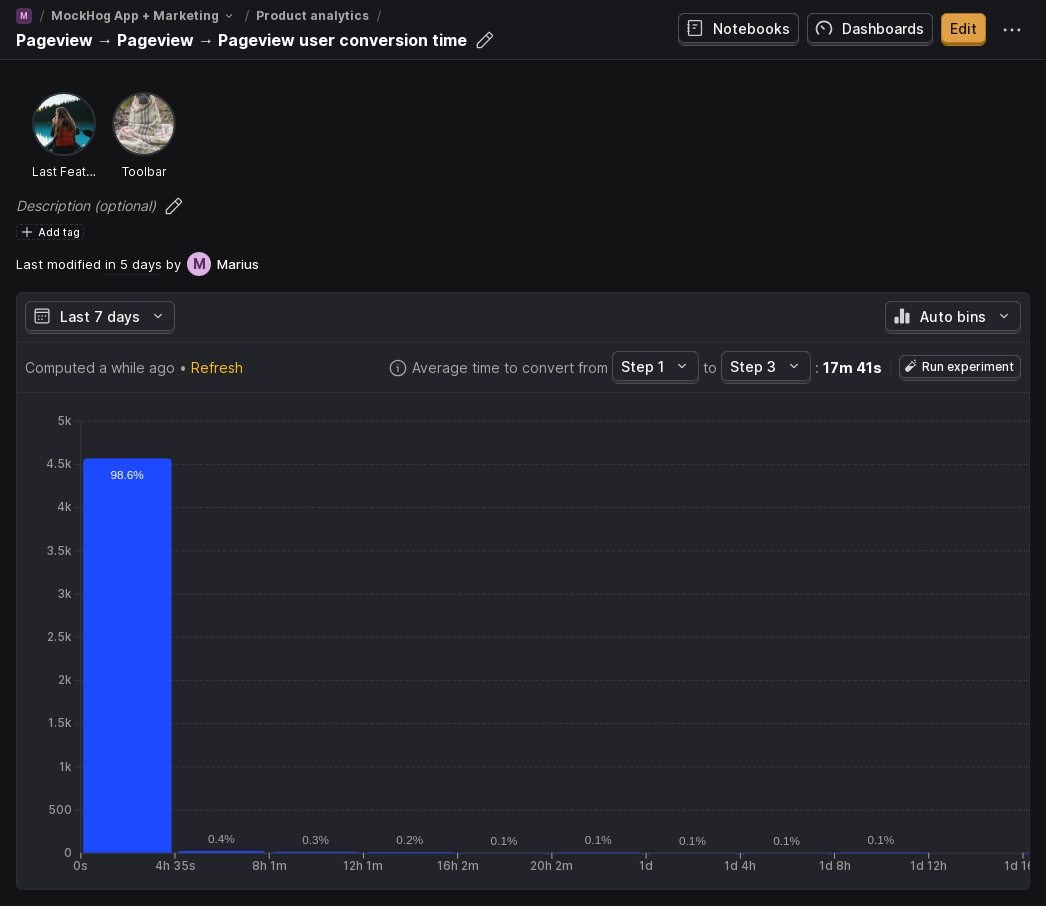 M / MockHog App + Marketing / Product analytics /
Pageview → Pageview → Pageview user conversion time
Notebooks
Dashboards
Edit
Last Feat...
Toolbar
Description (optional)
Add tag
Last modified in 5 days by M Marius
Last 7 days
Auto bins
Computed a while ago • Refresh
Average time to convert from Step 1 to Step 3 : 17m 41s
Run experiment
5k
4.5k
4k
3.5k
3k
2.5k
2k
1.5k
1k
500
0
98.6%
0.4%
0.3%
0.2%
0.1%
0.1%
0.1%
0.1%
0.1%
0s
4h 35s
8h 1m
12h 1m
16h 2m
20h 2m
1d
1d 4h
1d 8h
1d 12h
1d 1